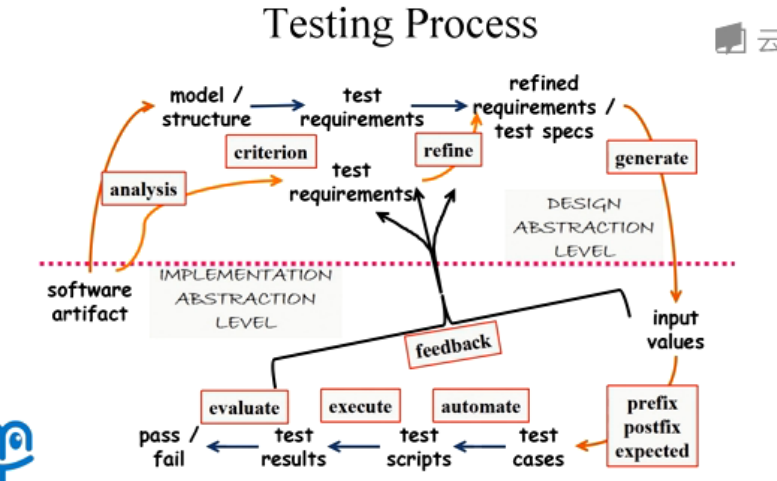 Testing Process
云
model /
structure
test
requirements
refined
requirements /
test specs
criterion
refine
generate
analysis
test
requirements
DESIGN
ABSTRACTION
LEVEL
IMPLEMENTATION
ABSTRACTION
LEVEL
software
artifact
input
values
feedback
evaluate
execute
automate
prefix
postfix
expected
pass /
fail
test
results
test
scripts
test
cases